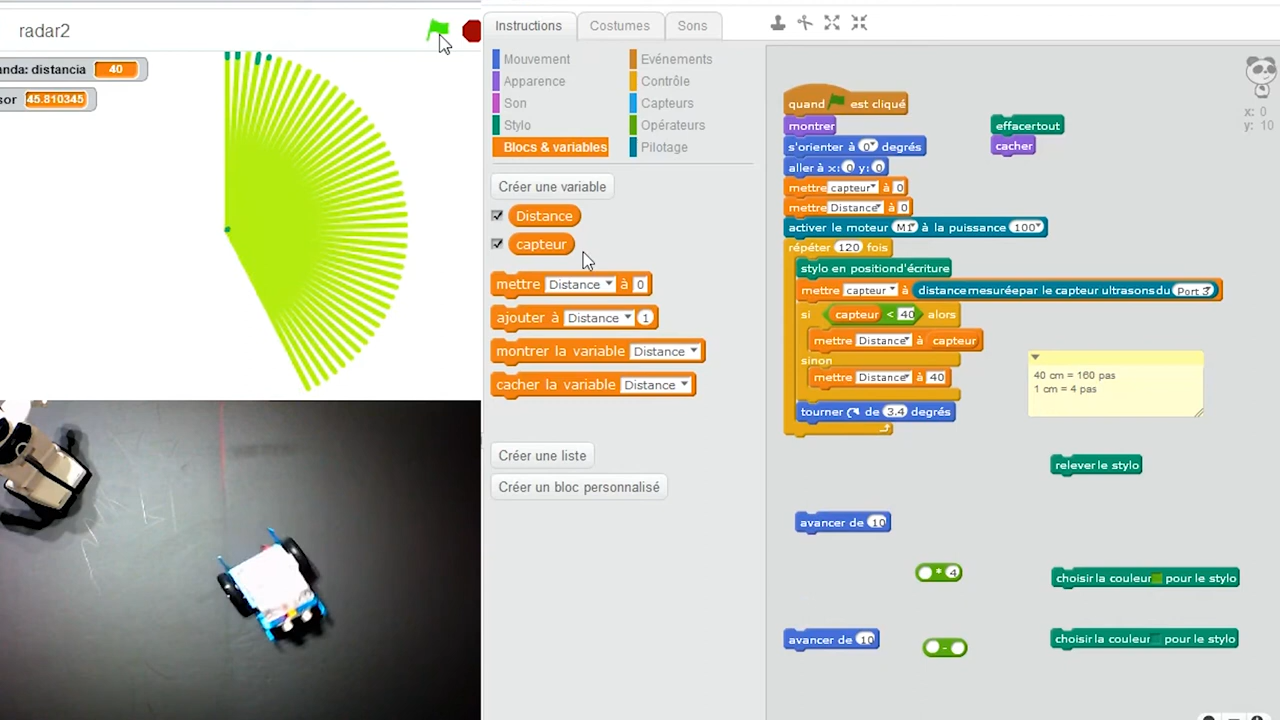 radar2
anda: distancia 40
sor 45.810345
Instructions
Costumes
Sons
Mouvement
Evénements
Apparence
Contrôle
Son
Capteurs
Stylo
Opérateurs
Blocs & variables
Pilotage
Créer une variable
Distance
capteur
mettre Distance à 0
ajouter à Distance 1
montrer la variable Distance
cacher la variable Distance
Créer une liste
Créer un bloc personnalisé
x: 0
y: 10
quand est cliqué
montrer
s'orienter à 0 degrés
aller à x: 0 y: 0
mettre capteur à 0
mettre Distance à 0
activer le moteur M1 à la puissance 100
répéter 120 fois
stylo en position d'écriture
mettre capteur à distance mesurée par le capteur ultrasons du Port 3
si capteur < 40 alors
mettre Distance à capteur
sinon
mettre Distance à 40
tourner de 3.4 degrés
effacer tout
cacher
40 cm = 160 pas
1 cm = 4 pas
relever le stylo
avancer de 10
* 4
choisir la couleur pour le stylo
avancer de 10
-
choisir la couleur pour le stylo